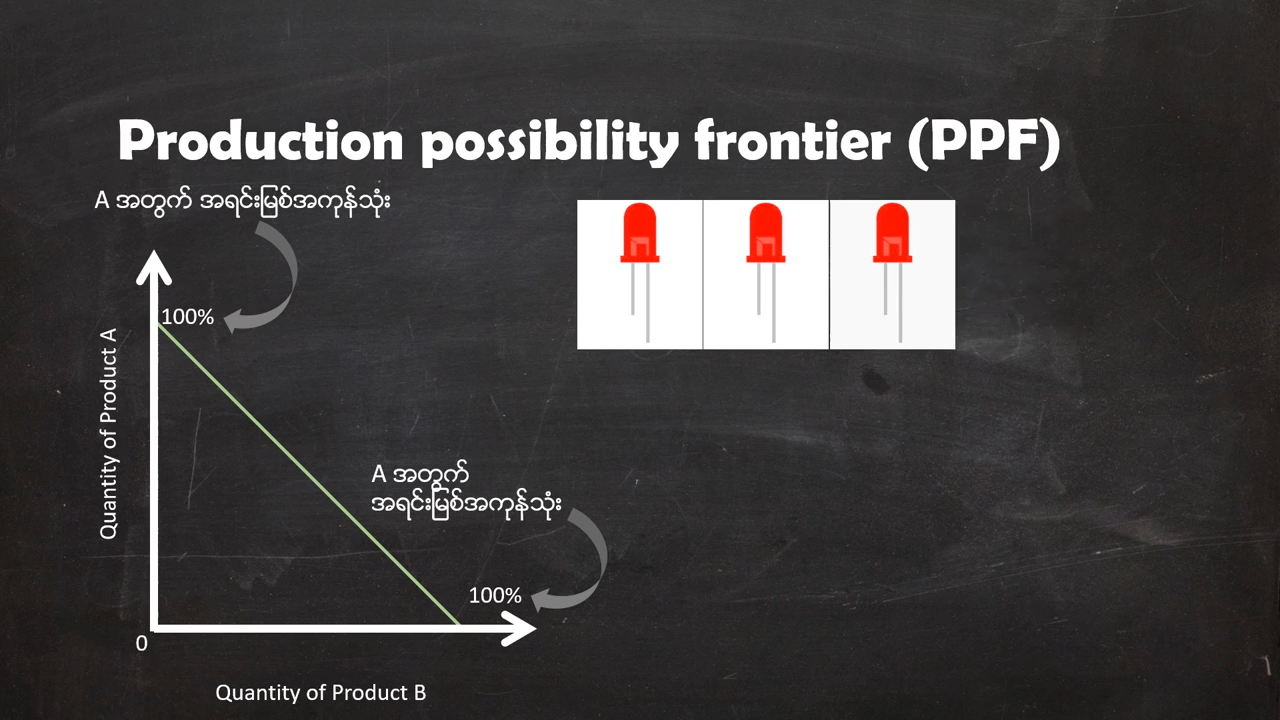 Production possibility frontier (PPF)
A အတွက် အရင်းမြစ်အကုန်သုံး
100%
Quantity of Product A
A အတွက်
အရင်းမြစ်အကုန်သုံး
100%
0
Quantity of Product B